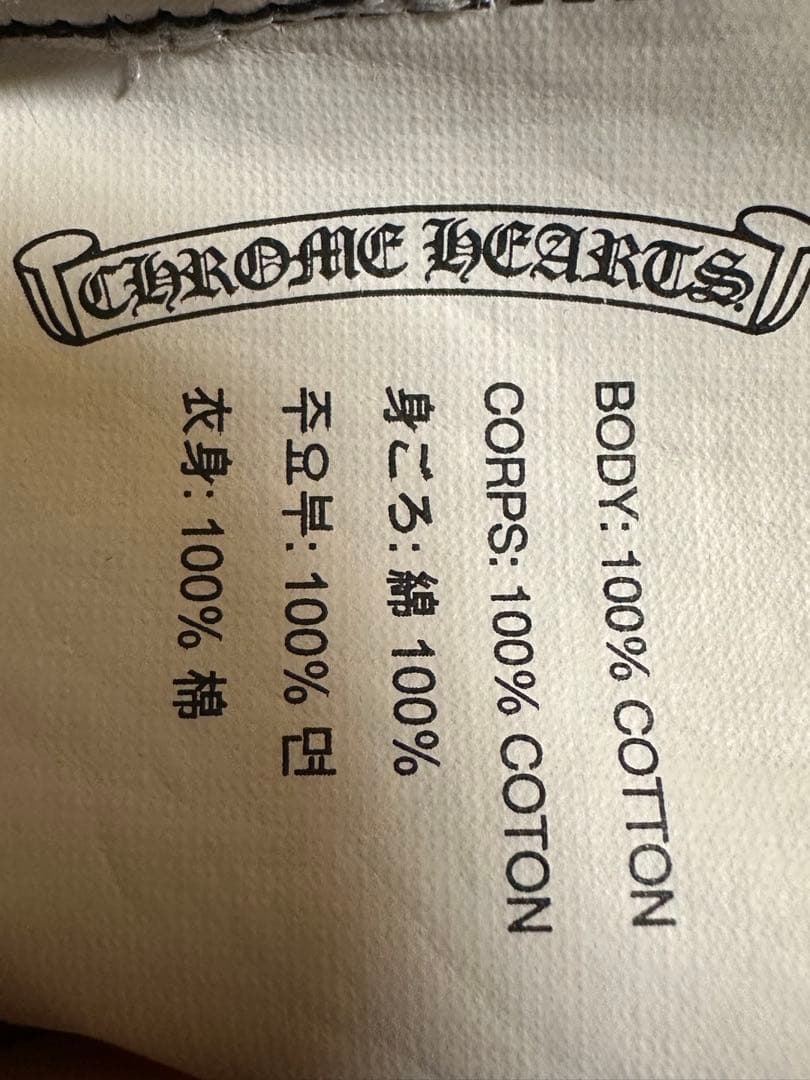 CHROME HEARTS
BODY: 100% COTTON
CORPS: 100% COTON
身ごろ: 綿 100%
주요부: 100% 면
衣身: 100% 棉